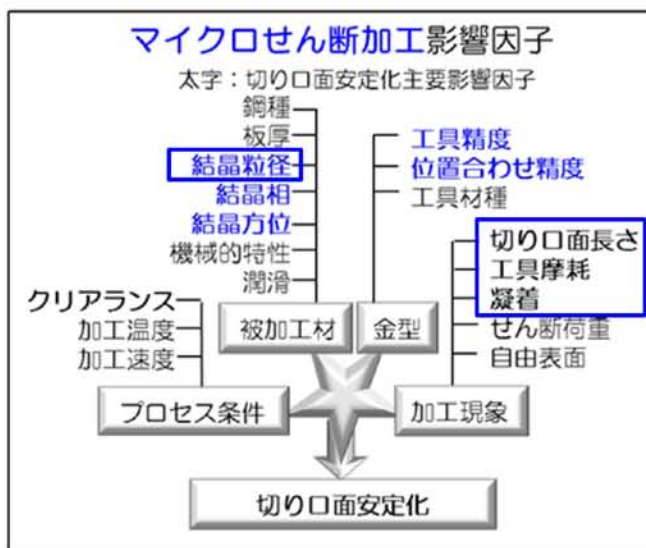 マイクロせん断加工影響因子
太字：切り口面安定化主要影響因子
鋼種
板厚
結晶粒径
結晶相
結晶方位
機械的特性
潤滑
工具精度
位置合わせ精度
工具材種
切り口面長さ
工具摩耗
凝着
せん断荷重
自由表面
クリアランス
加工温度
加工速度
被加工材
金型
プロセス条件
加工現象
切り口面安定化